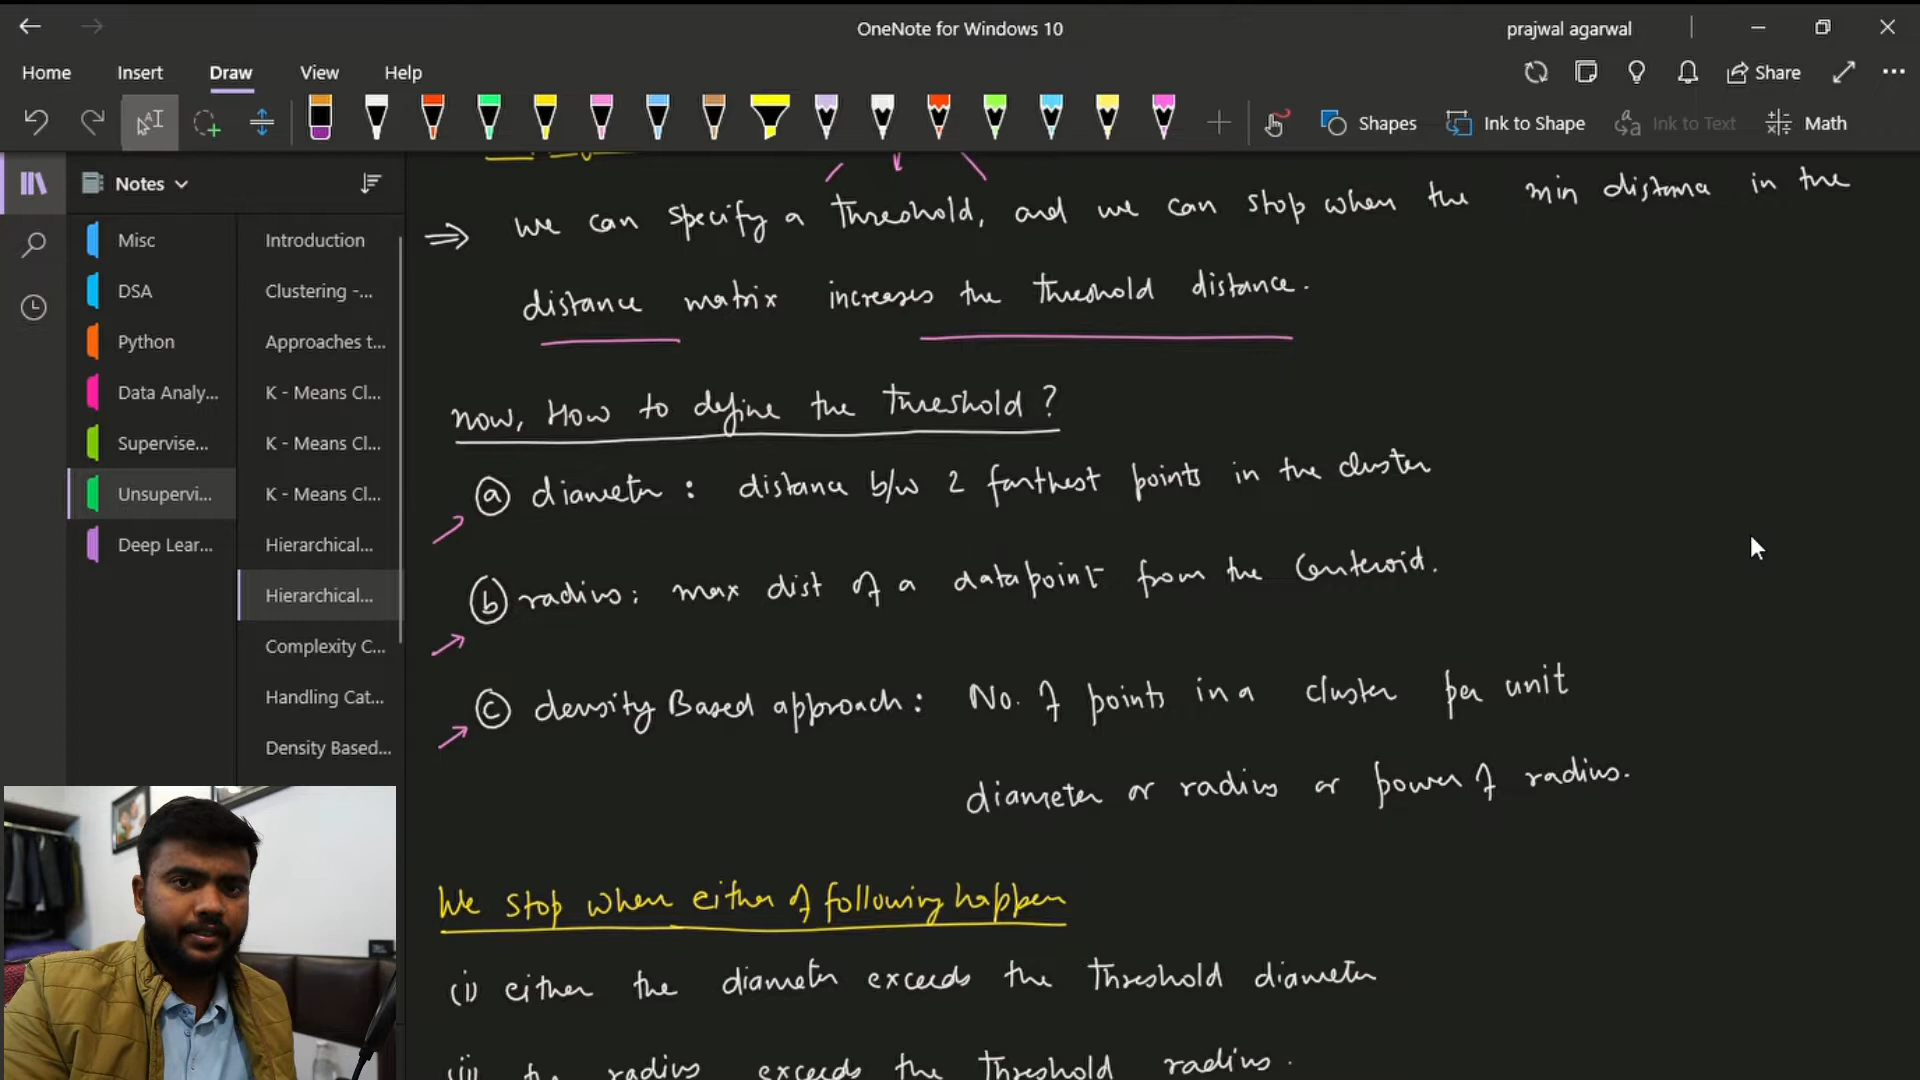 OneNote for Windows 10
prajwal agarwal
Home Insert Draw View Help
Share
Shapes Ink to Shape Ink to Text Math
Notes
Misc
DSA
Python
Data Analy...
Supervise...
Unsupervi...
Deep Lear...
Introduction
Clustering -...
Approaches t...
K - Means Cl...
K - Means Cl...
K - Means Cl...
Hierarchical...
Hierarchical...
Complexity C...
Handling Cat...
Density Based...
⇒ We can specify a threshold, and we can stop when the min distance in the
distance matrix increases the threshold distance.
Now, How to define the threshold?
(a) diameter : distance b/w 2 farthest points in the cluster
(b) radius : max dist of a datapoint from the Centeroid.
(c) density Based approach : No. of points in a cluster per unit
diameter or radius or power of radius.
We stop when either of following happen
(i) either the diameter exceeds the Threshold diameter
(ii) the radius exceeds the Threshold radius.